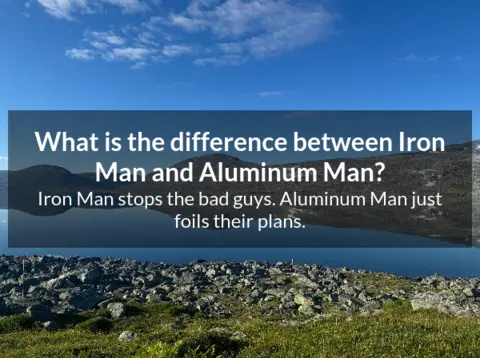 What is the difference between Iron
Man and Aluminum Man?
Iron Man stops the bad guys. Aluminum Man just
foils their plans.